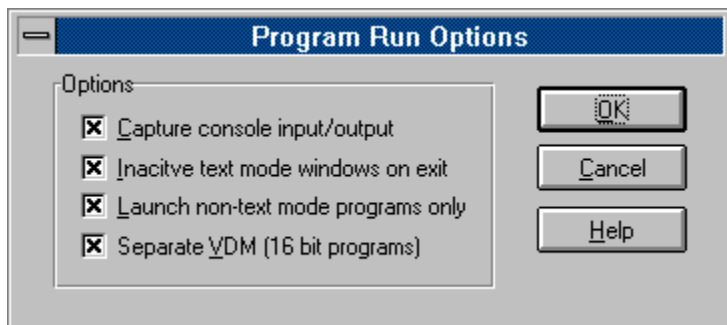 Program Run Options
Options
Capture console input/output
Inacitve text mode windows on exit
Launch non-text mode programs only
Separate VDM (16 bit programs)
OK
Cancel
Help